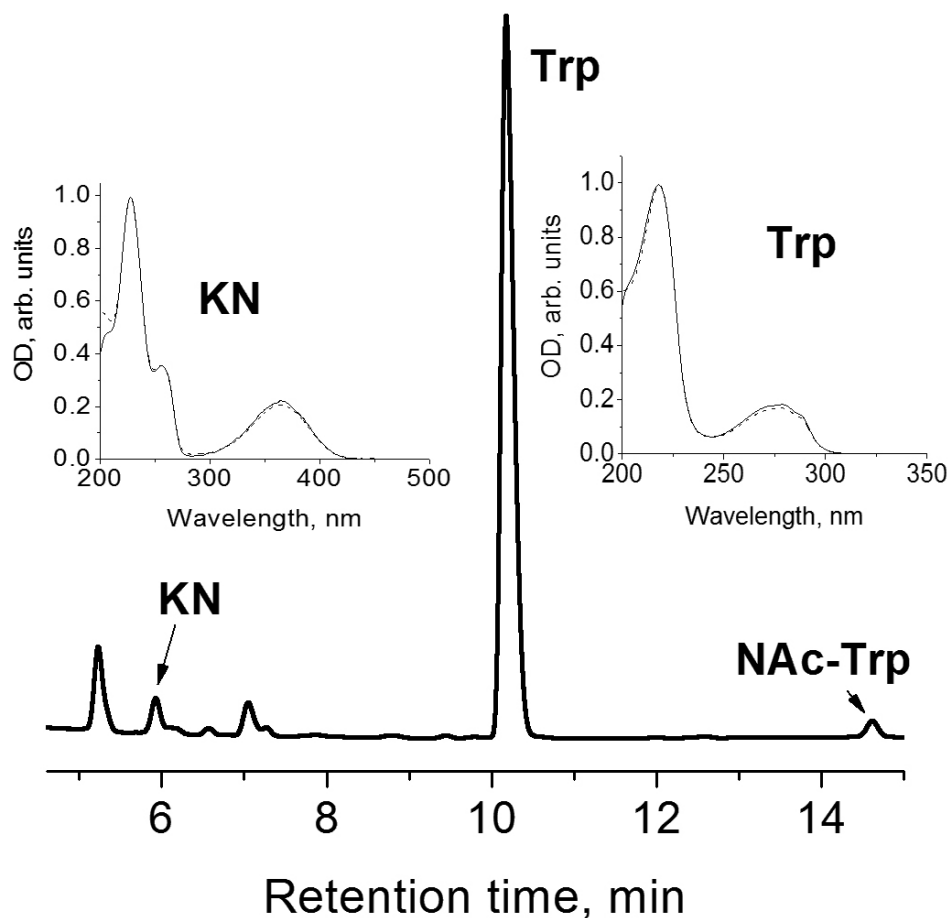 Trp
1.0
0.8
0.6
0.4
0.2
0.0
OD, arb. units
KN
200
300
400
500
Wavelength, nm
1.0
0.8
0.6
0.4
0.2
0.0
OD, arb. units
Trp
200
250
300
350
Wavelength, nm
KN
NAc-Trp
6
8
10
12
14
Retention time, min